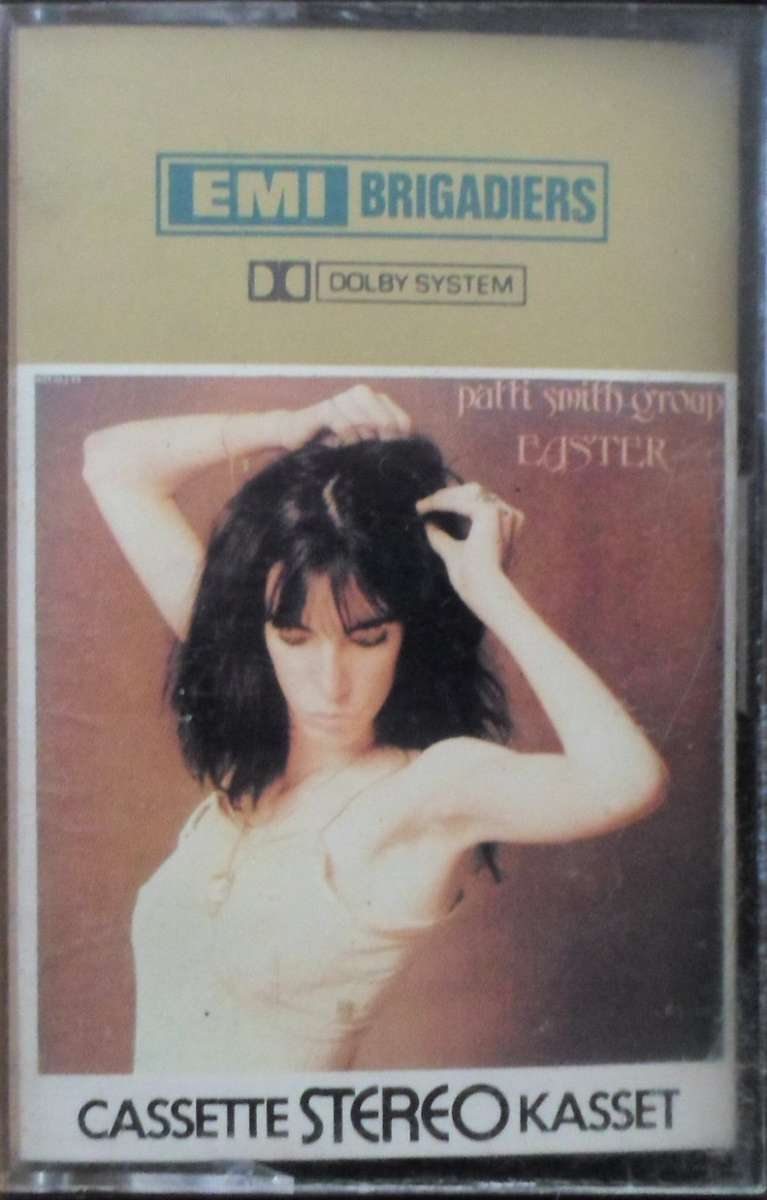 EMI BRIGADIERS
DOLBY SYSTEM
patti smith group
EASTER
CASSETTE STEREO KASSET